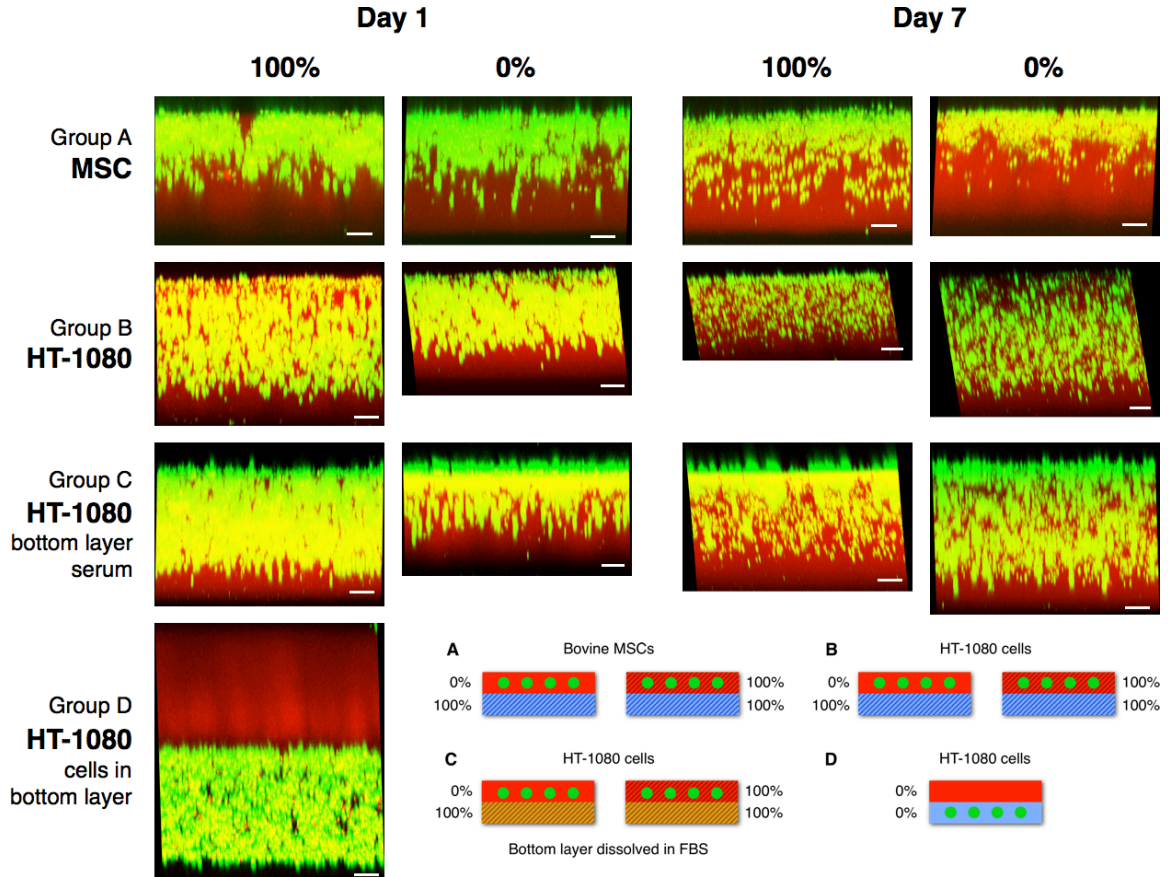 Day 1
Day 7
100%
0%
100%
0%
Group A
MSC
Group B
HT-1080
Group C
HT-1080
bottom layer
serum
Group D
HT-1080
cells in
bottom layer
A
Bovine MSCs
0%
100%
100%
100%
B
HT-1080 cells
0%
100%
100%
100%
C
HT-1080 cells
0%
100%
100%
100%
Bottom layer dissolved in FBS
D
HT-1080 cells
0%
0%